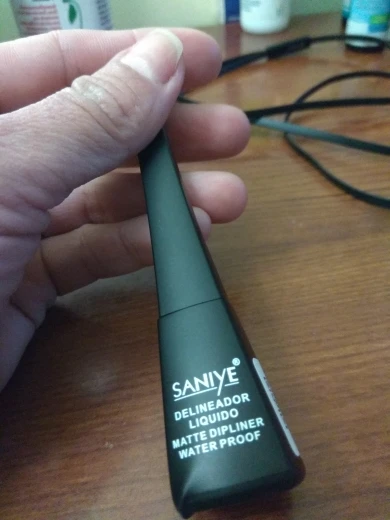 SANIYE®
DELINEADOR
LIQUIDO
MATTE DIPLINER
WATER PROOF